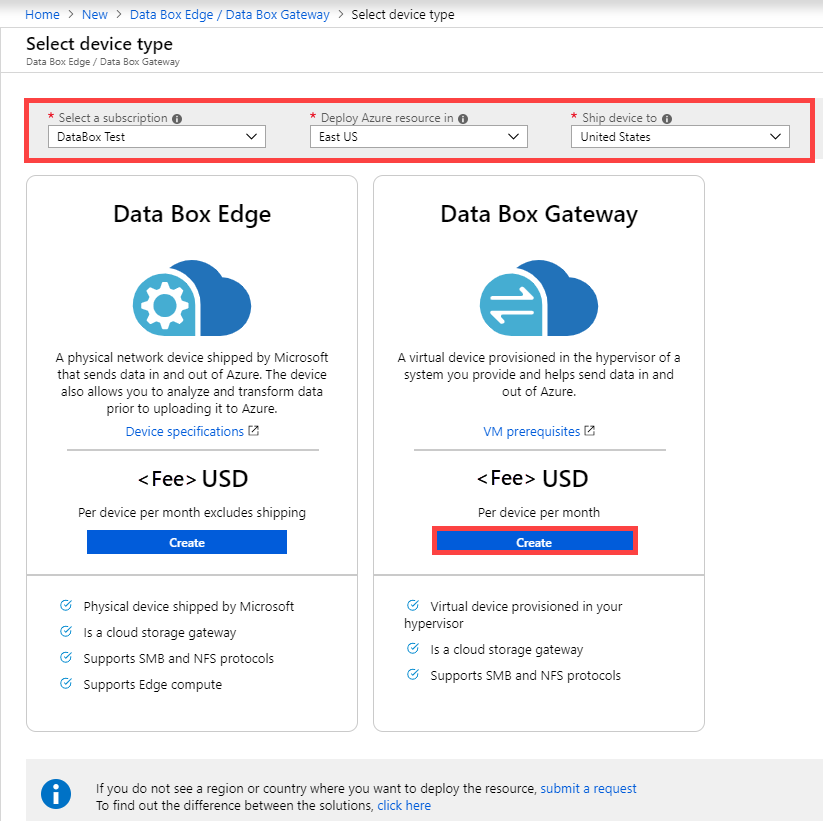 Home > New > Data Box Edge / Data Box Gateway > Select device type
Select device type
Data Box Edge / Data Box Gateway
* Select a subscription
DataBox Test
* Deploy Azure resource in
East US
* Ship device to
United States
Data Box Edge
A physical network device shipped by Microsoft
that sends data in and out of Azure. The device
also allows you to analyze and transform data
prior to uploading it to Azure.
Device specifications
<Fee> USD
Per device per month excludes shipping
Create
Physical device shipped by Microsoft
Is a cloud storage gateway
Supports SMB and NFS protocols
Supports Edge compute
Data Box Gateway
A virtual device provisioned in the hypervisor of a
system you provide and helps send data in and
out of Azure.
VM prerequisites
<Fee> USD
Per device per month
Create
Virtual device provisioned in your
hypervisor
Is a cloud storage gateway
Supports SMB and NFS protocols
If you do not see a region or country where you want to deploy the resource, submit a request
To find out the difference between the solutions, click here